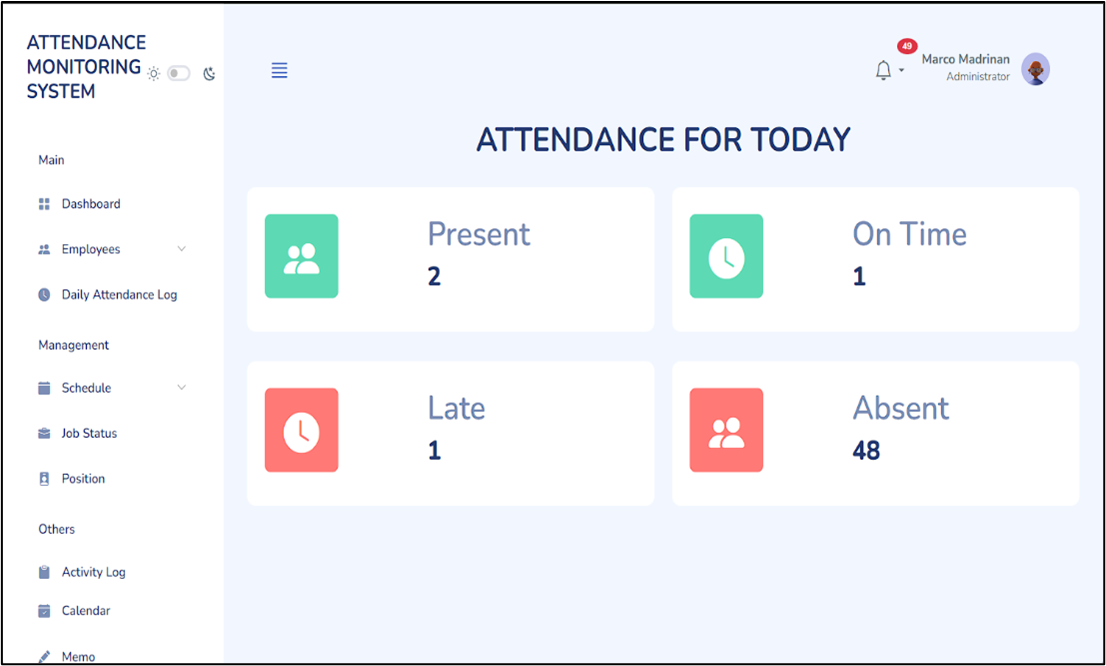 ATTENDANCE
MONITORING
SYSTEM
49
Marco Madrinan
Administrator
Main
Dashboard
Employees
Daily Attendance Log
Management
Schedule
Job Status
Position
Others
Activity Log
Calendar
Memo
ATTENDANCE FOR TODAY
Present
2
On Time
1
Late
1
Absent
48